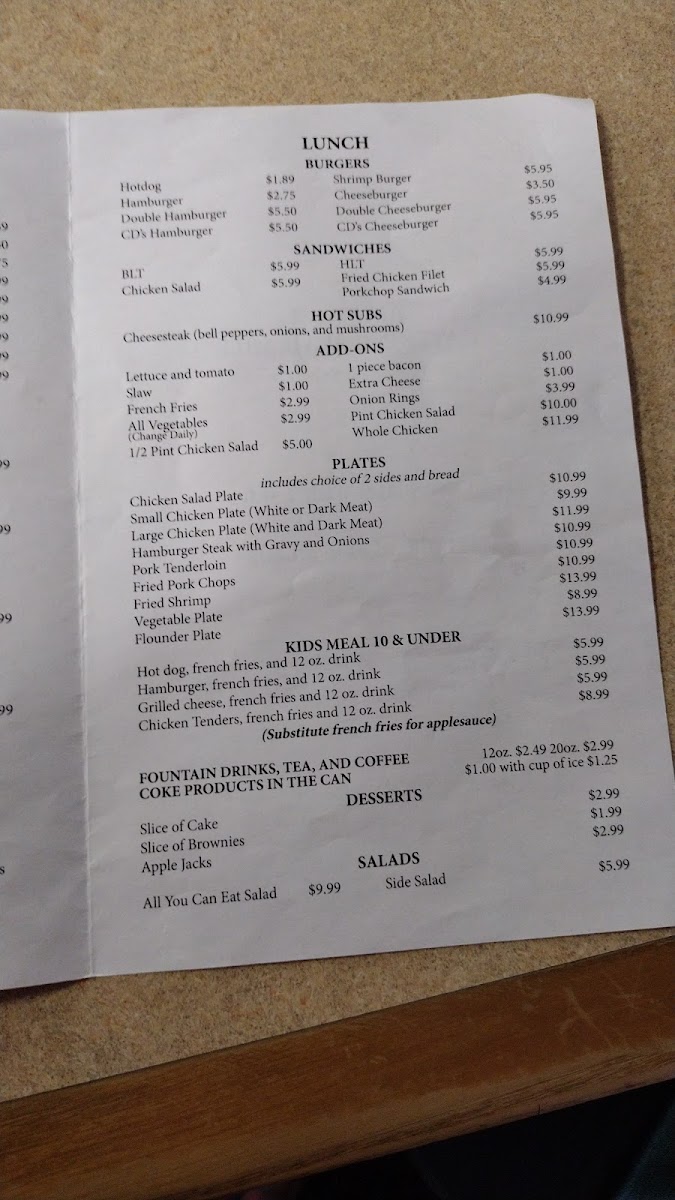 LUNCH
BURGERS
Hotdog $1.89 Shrimp Burger $5.95
Hamburger $2.75 Cheeseburger $3.50
Double Hamburger $5.50 Double Cheeseburger $5.95
CD's Hamburger $5.50 CD's Cheeseburger $5.95
SANDWICHES
BLT $5.99 HLT $5.99
Chicken Salad $5.99 Fried Chicken Filet $5.99
Porkchop Sandwich $4.99
HOT SUBS
Cheesesteak (bell peppers, onions, and mushrooms) $10.99
ADD-ONS
Lettuce and tomato $1.00 1 piece bacon $1.00
Slaw $1.00 Extra Cheese $1.00
French Fries $2.99 Onion Rings $3.99
All Vegetables $2.99 Pint Chicken Salad $10.00
(Change Daily) Whole Chicken $11.99
1/2 Pint Chicken Salad $5.00
PLATES
includes choice of 2 sides and bread
Chicken Salad Plate $10.99
Small Chicken Plate (White or Dark Meat) $9.99
Large Chicken Plate (White and Dark Meat) $11.99
Hamburger Steak with Gravy and Onions $10.99
Pork Tenderloin $10.99
Fried Pork Chops $10.99
Fried Shrimp $13.99
Vegetable Plate $8.99
Flounder Plate $13.99
KIDS MEAL 10 & UNDER
Hot dog, french fries, and 12 oz. drink $5.99
Hamburger, french fries, and 12 oz. drink $5.99
Grilled cheese, french fries and 12 oz. drink $5.99
Chicken Tenders, french fries and 12 oz. drink $8.99
(Substitute french fries for applesauce)
FOUNTAIN DRINKS, TEA, AND COFFEE 12oz. $2.49 20oz. $2.99
COKE PRODUCTS IN THE CAN $1.00 with cup of ice $1.25
DESSERTS
Slice of Cake $2.99
Slice of Brownies $1.99
Apple Jacks $2.99
SALADS
All You Can Eat Salad $9.99 Side Salad $5.99